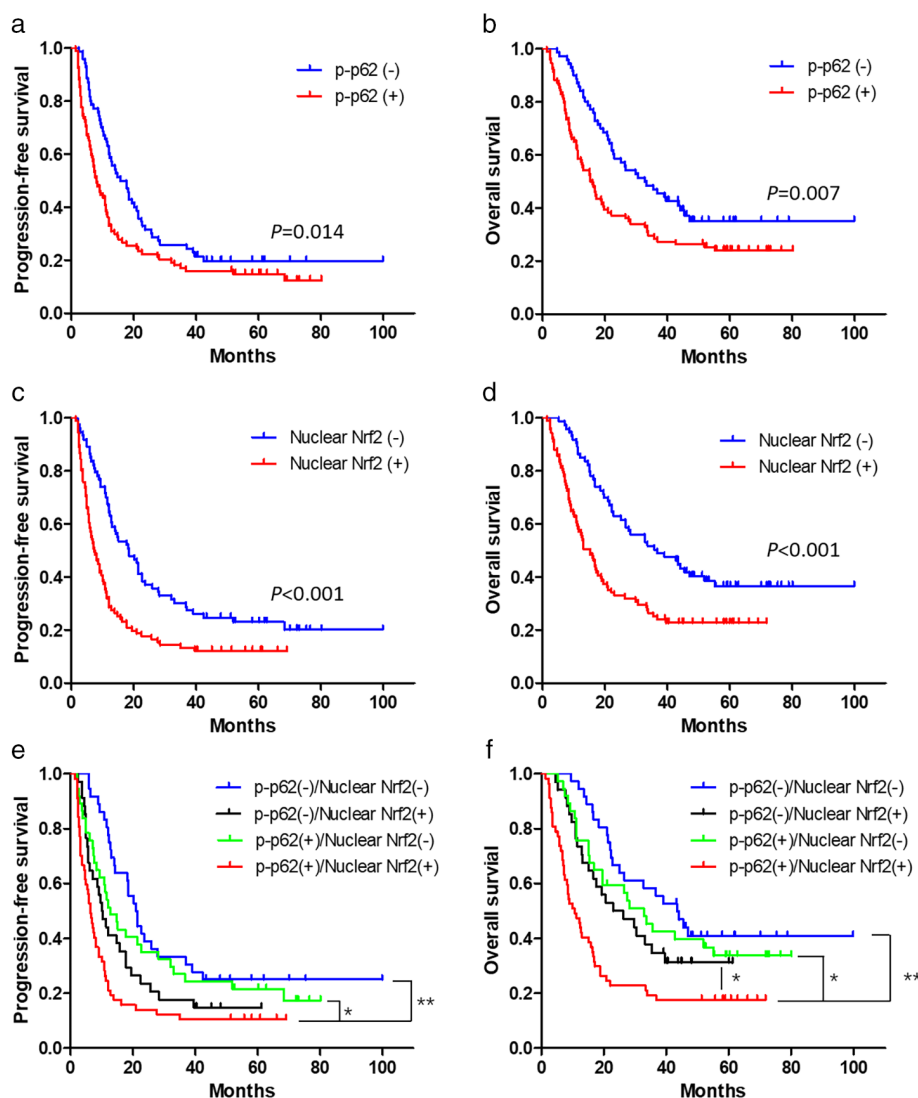 a
Progression-free survival
1.0
0.8
0.6
0.4
0.2
0.0
0 20 40 60 80 100
Months
p-p62 (-)
p-p62 (+)
P=0.014
b
Overall survial
1.0
0.8
0.6
0.4
0.2
0.0
0 20 40 60 80 100
Months
p-p62 (-)
p-p62 (+)
P=0.007
c
Progression-free survival
1.0
0.8
0.6
0.4
0.2
0.0
0 20 40 60 80 100
Months
Nuclear Nrf2 (-)
Nuclear Nrf2 (+)
P<0.001
d
Overall survial
1.0
0.8
0.6
0.4
0.2
0.0
0 20 40 60 80 100
Months
Nuclear Nrf2 (-)
Nuclear Nrf2 (+)
P<0.001
e
Progression-free survival
1.0
0.8
0.6
0.4
0.2
0.0
0 20 40 60 80 100
Months
p-p62(-)/Nuclear Nrf2(-)
p-p62(-)/Nuclear Nrf2(+)
p-p62(+)/Nuclear Nrf2(-)
p-p62(+)/Nuclear Nrf2(+)
* **
f
Overall survival
1.0
0.8
0.6
0.4
0.2
0.0
0 20 40 60 80 100
Months
p-p62(-)/Nuclear Nrf2(-)
p-p62(-)/Nuclear Nrf2(+)
p-p62(+)/Nuclear Nrf2(-)
p-p62(+)/Nuclear Nrf2(+)
* * **